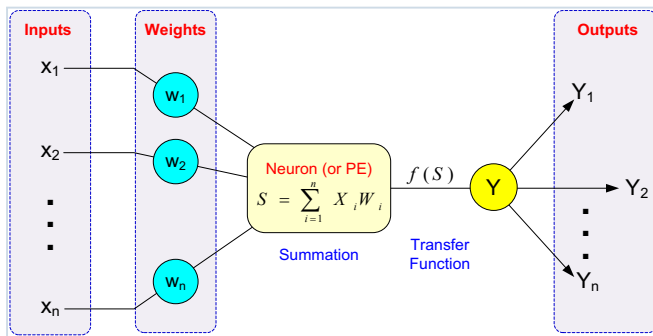 Inputs
Weights
Outputs
x1
w1
Y1
x2
w2
Neuron (or PE)
S = ∑ i=1 n X i W i
f(S)
Y
Y2
Summation
Transfer
Function
xn
wn
Yn